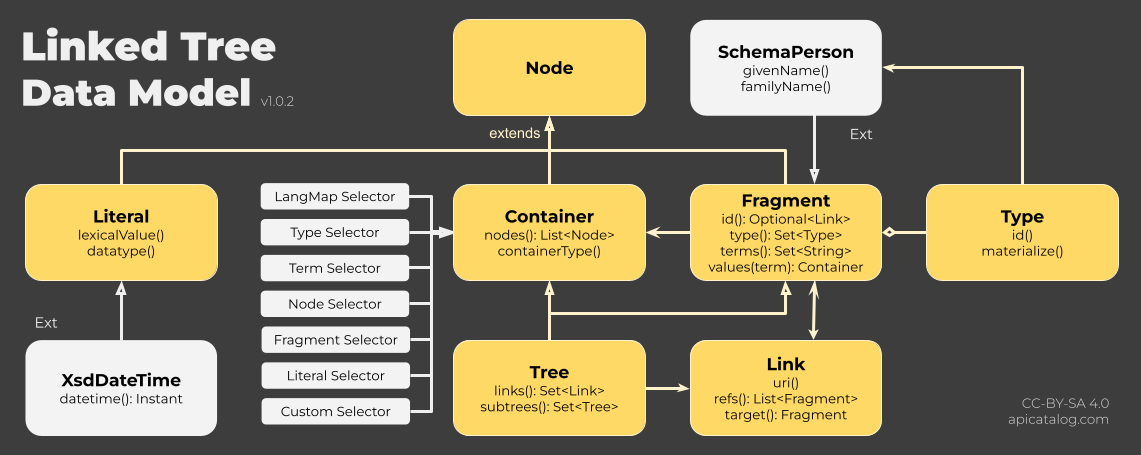 Linked Tree
Data Model v1.0.2
Node
SchemaPerson
givenName()
familyName()
extends
Ext
Literal
lexicalValue()
datatype()
LangMap Selector
Type Selector
Term Selector
Node Selector
Fragment Selector
Literal Selector
Custom Selector
Container
nodes(): List<Node>
containerType()
Fragment
id(): Optional<Link>
type(): Set<Type>
terms(): Set<String>
values(term): Container
Type
id()
materialize()
Ext
XsdDateTime
datetime(): Instant
Tree
links(): Set<Link>
subtrees(): Set<Tree>
Link
uri()
refs(): List<Fragment>
target(): Fragment
CC-BY-SA 4.0
apicatalog.com